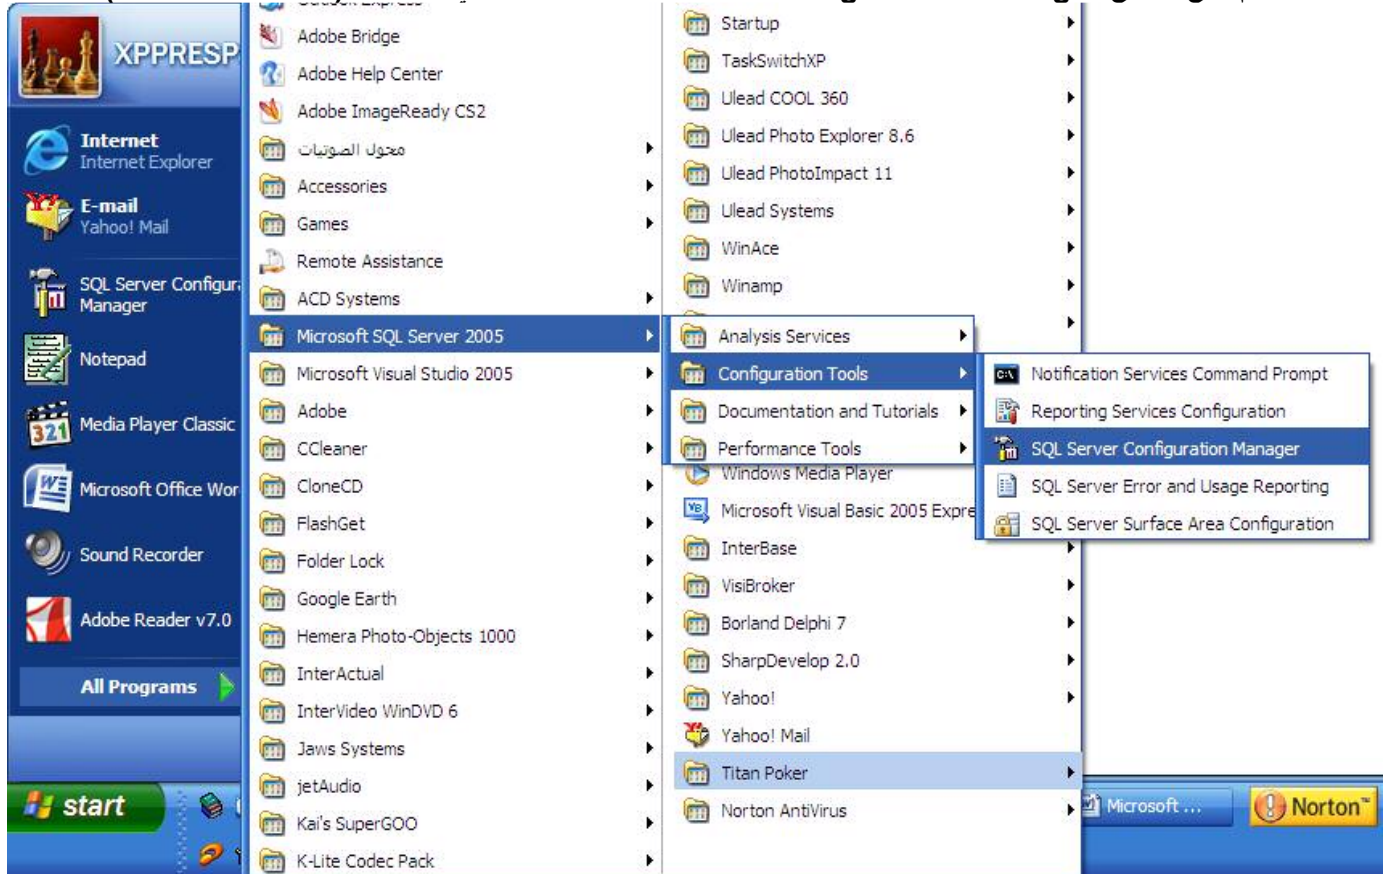 XPPRESP
Internet
Internet Explorer
E-mail
Yahoo! Mail
SQL Server Configur
Manager
Notepad
Media Player Classic
Microsoft Office Wor
Sound Recorder
Adobe Reader v7.0
All Programs
start
Outlook Express
Adobe Bridge
Adobe Help Center
Adobe ImageReady CS2
محول الصوتيات
Accessories
Games
Remote Assistance
ACD Systems
Microsoft SQL Server 2005
Microsoft Visual Studio 2005
Adobe
CCleaner
CloneCD
FlashGet
Folder Lock
Google Earth
Hemera Photo-Objects 1000
InterActual
InterVideo WinDVD 6
Jaws Systems
jetAudio
Kai's SuperGOO
K-Lite Codec Pack
Startup
TaskSwitchXP
Ulead COOL 360
Ulead Photo Explorer 8.6
Ulead PhotoImpact 11
Ulead Systems
WinAce
Winamp
Analysis Services
Configuration Tools
Documentation and Tutorials
Performance Tools
Windows Media Player
Microsoft Visual Basic 2005 Expre
InterBase
VisiBroker
Borland Delphi 7
SharpDevelop 2.0
Yahoo!
Yahoo! Mail
Titan Poker
Norton AntiVirus
Notification Services Command Prompt
Reporting Services Configuration
SQL Server Configuration Manager
SQL Server Error and Usage Reporting
SQL Server Surface Area Configuration
Microsoft ...
Norton™